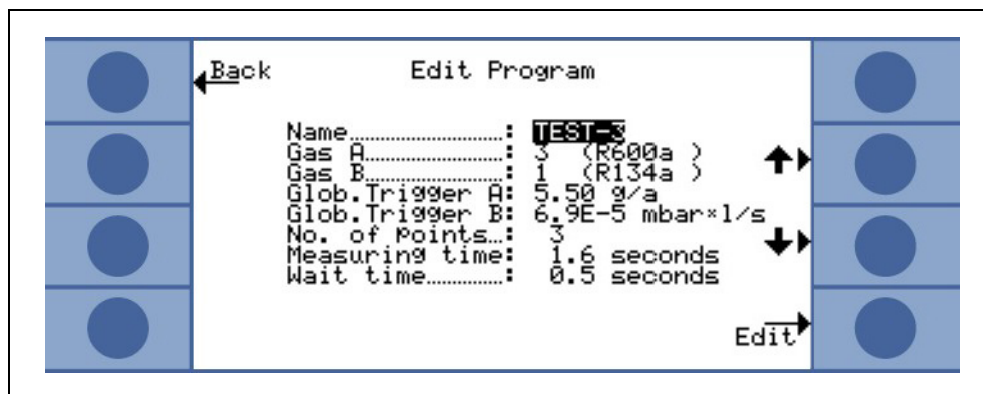 Back Edit Program
Name..........................: TEST-3
Gas A.........................: 3 (R600a )
Gas B.........................: 1 (R134a )
Glob.Trigger A: 5.50 g/a
Glob.Trigger B: 6.9E-5 mbar*l/s
No. of Points...: 3
Measuring time: 1.6 seconds
Wait time..............: 0.5 seconds
Edit